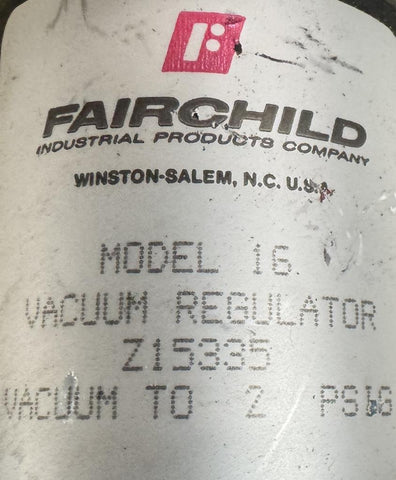 FAIRCHILD
INDUSTRIAL PRODUCTS COMPANY
WINSTON-SALEM, N.C. U.S.A.
MODEL 16
VACUUM REGULATOR
Z15335
VACUUM TO 2 PSIG